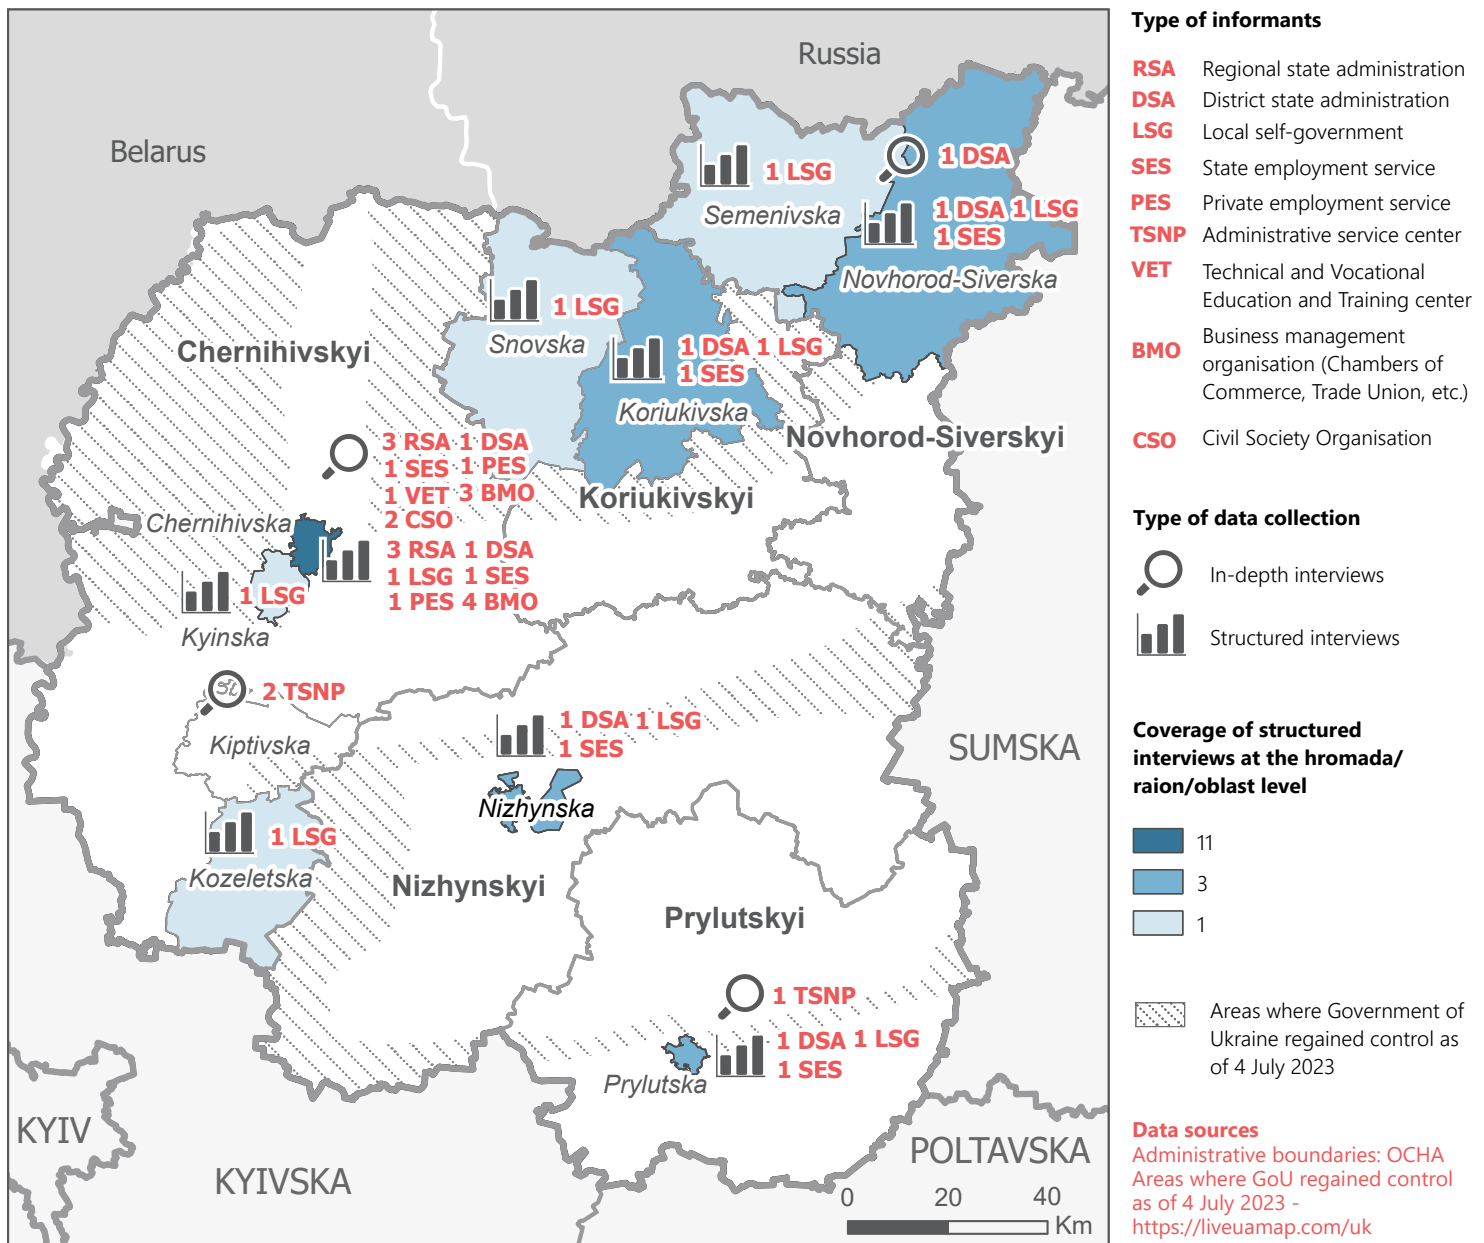 Russia
Belarus
1 LSG
Semenivska
1 DSA
1 DSA 1 LSG
1 SES
Novhorod-Siverska
1 LSG
Snovska
Chernihivskyi
1 DSA 1 LSG
1 SES
Koriukivska
Novhorod-Siverskyi
Koriukivskyi
3 RSA 1 DSA
1 SES 1 PES
1 VET 3 BMO
2 CSO
Chernihivska
3 RSA 1 DSA
1 LSG 1 SES
1 PES 4 BMO
1 LSG
Kyinska
2 TSNP
Kiptivska
1 DSA 1 LSG
1 SES
Nizhynska
SUMSKA
1 LSG
Kozeletska
Nizhynskyi
Prylutskyi
1 TSNP
1 DSA 1 LSG
1 SES
Prylutska
KYIV
KYIVSKA
POLTAVSKA
0 20 40
Km
Type of informants
RSA Regional state administration
DSA District state administration
LSG Local self-government
SES State employment service
PES Private employment service
TSNP Administrative service center
VET Technical and Vocational
Education and Training center
BMO Business management
organisation (Chambers of
Commerce, Trade Union, etc.)
CSO Civil Society Organisation
Type of data collection
In-depth interviews
Structured interviews
Coverage of structured
interviews at the hromada/
raion/oblast level
11
3
1
Areas where Government of
Ukraine regained control as
of 4 July 2023
Data sources
Administrative boundaries: OCHA
Areas where GoU regained control
as of 4 July 2023 -
https://liveuamap.com/uk